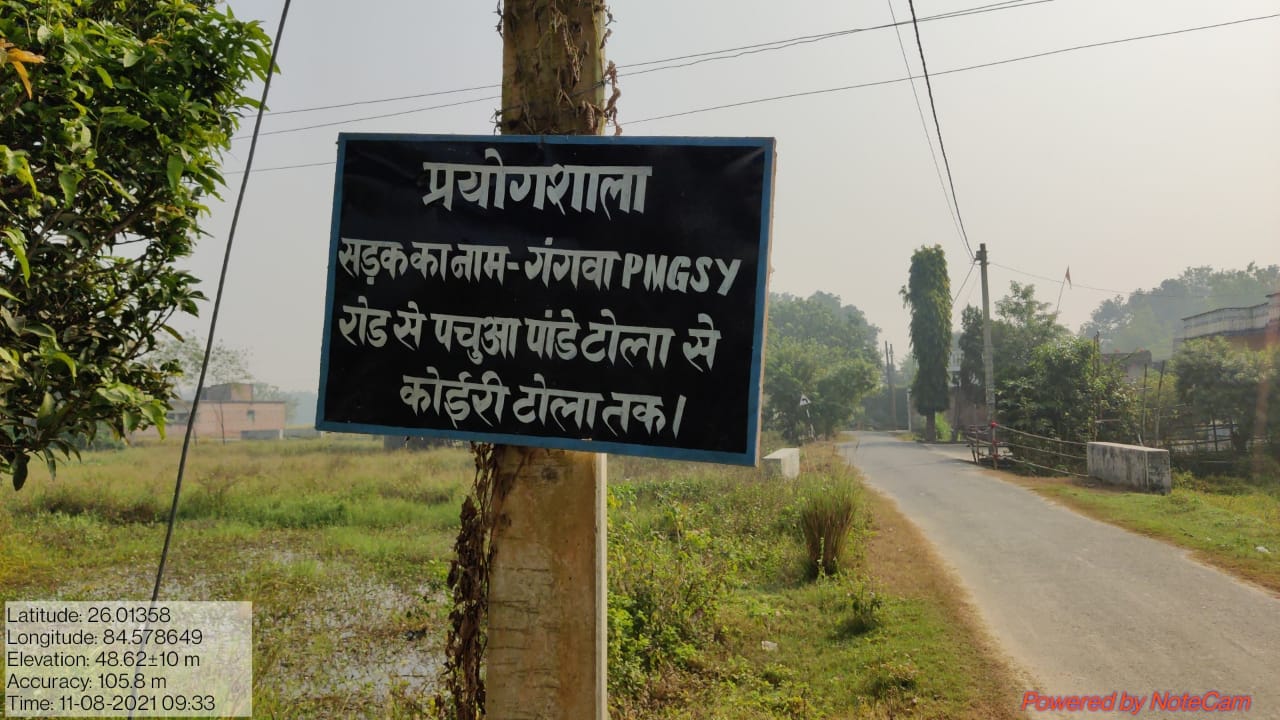 प्रयोगशाला
सड़क का नाम- गंगवा PNGSY
रोड से पचुआ पांडे टोला से
कोईरी टोला तक।
Latitude: 26.01358
Longitude: 84.578649
Elevation: 48.62±10 m
Accuracy: 105.8 m
Time: 11-08-2021 09:33
Powered by NoteCam